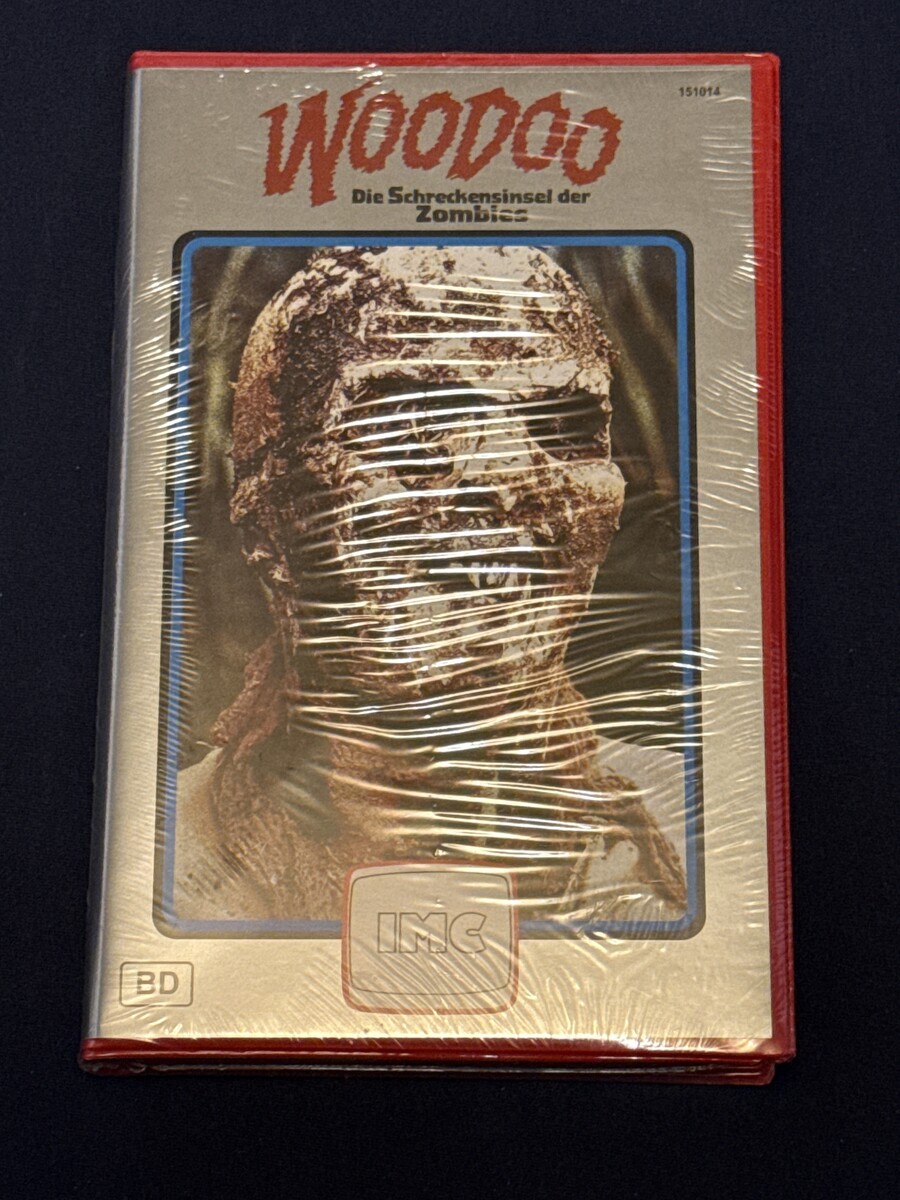 151014
WOODOO
Die Schreckensinsel der
Zombies
IMC
BD